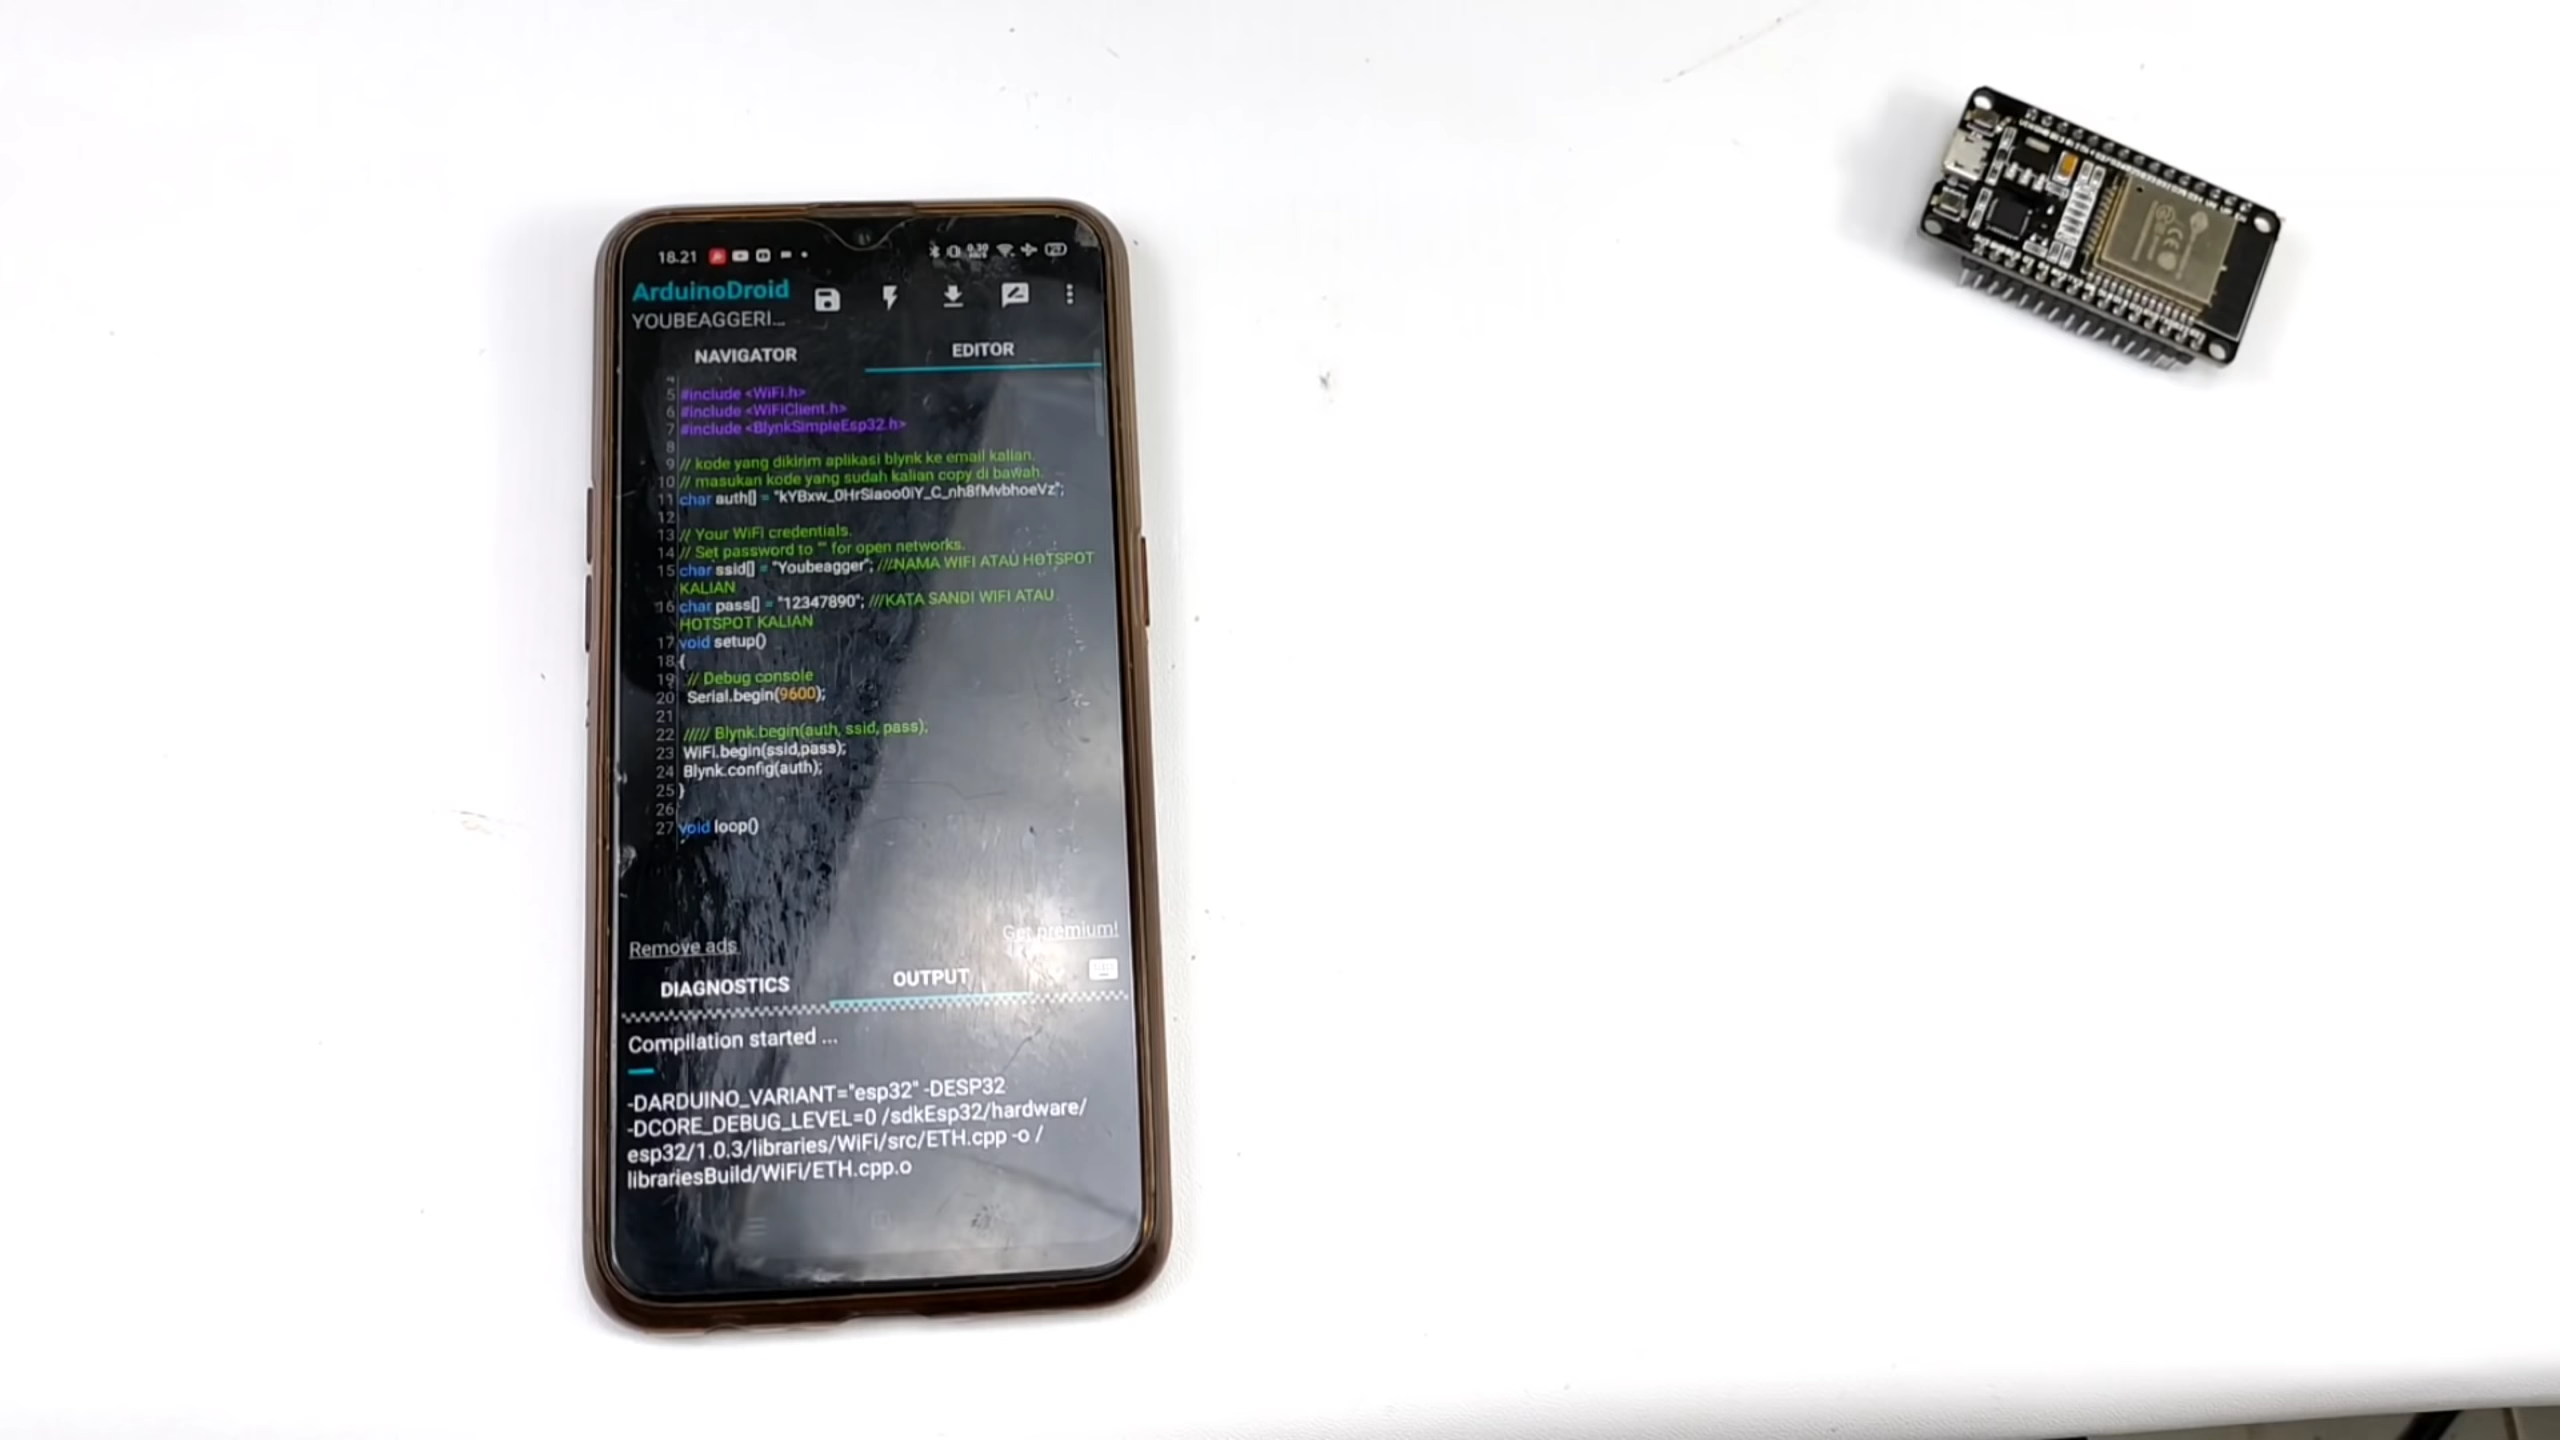 18.21
0.30
ArduinoDroid
YOUBEAGGERI...
NAVIGATOR EDITOR
5 #include <WiFi.h>
6 #include <WiFiClient.h>
7 #include <BlynkSimpleEsp32.h>
8
9 // kode yang dikirim aplikasi blynk ke email kalian.
10 // masukan kode yang sudah kalian copy di bawah.
11 char auth[] = "kYBxw_0HrSiaoo0iY_C_nh8fMvbhoeVz";
12
13 // Your WiFi credentials.
14 // Set password to "" for open networks.
15 char ssid[] = "Youbeagger"; ///NAMA WIFI ATAU HOTSPOT
KALIAN
16 char pass[] = "12347890"; ///KATA SANDI WIFI ATAU
HOTSPOT KALIAN
17 void setup()
18 {
19 // Debug console
20 Serial.begin(9600);
21
22 ///// Blynk.begin(auth, ssid, pass);
23 WiFi.begin(ssid,pass);
24 Blynk.config(auth);
25 }
26
27 void loop()
Remove ads Get premium!
DIAGNOSTICS OUTPUT
Compilation started ...
-DARDUINO_VARIANT="esp32" -DESP32
-DCORE_DEBUG_LEVEL=0 /sdkEsp32/hardware/
esp32/1.0.3/libraries/WiFi/src/ETH.cpp -o /
librariesBuild/WiFi/ETH.cpp.o